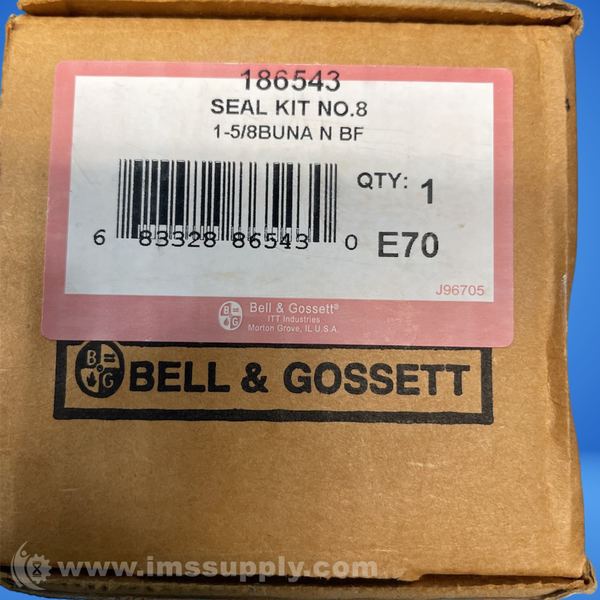 186543
SEAL KIT NO.8
1-5/8BUNA N BF
QTY: 1
6 83328 86543 0
E70
J96705
B G
Bell & Gossett®
ITT Industries
Morton Grove, IL U.S.A.
B G
BELL & GOSSETT
www.imssupply.com